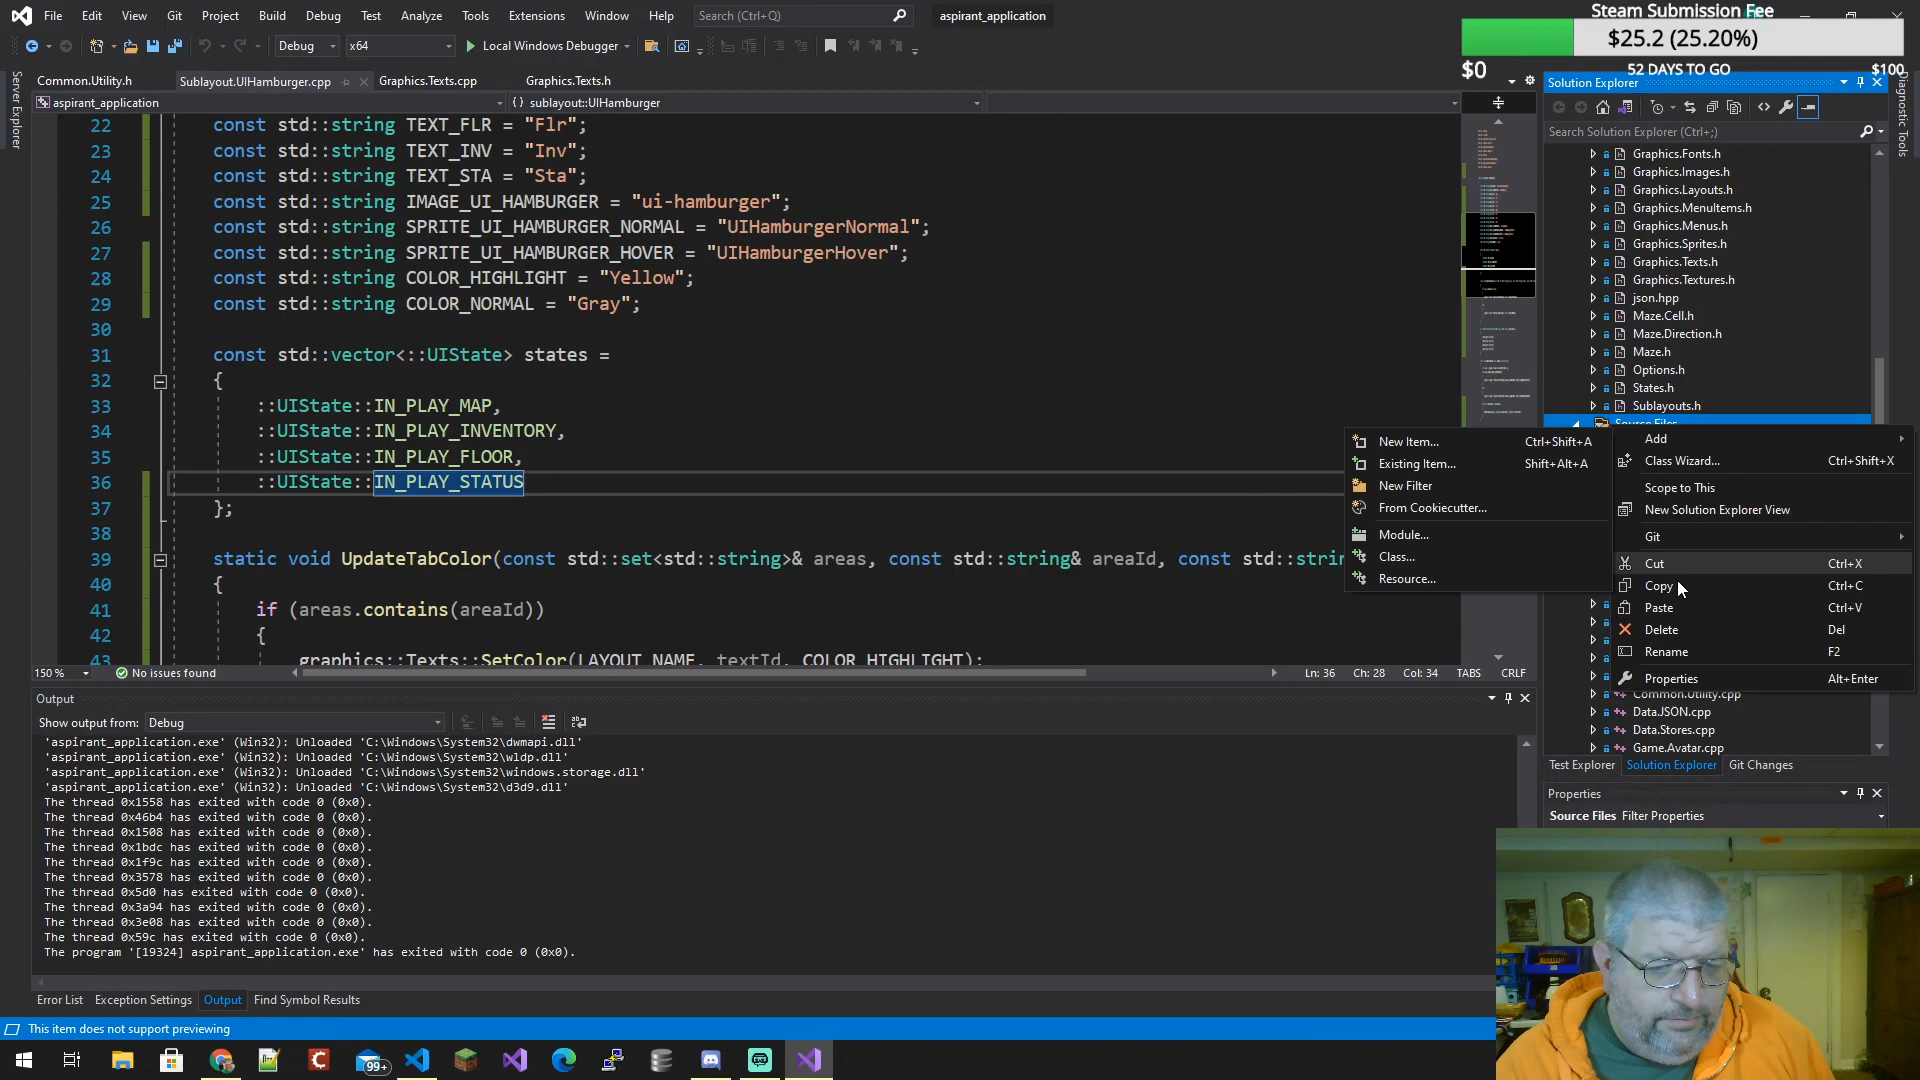 File Edit View Git Project Build Debug Test Analyze Tools Extensions Window Help Search (Ctrl+Q) aspirant_application
Steam Submission Fee
$25.2 (25.20%)
$0 52 DAYS TO GO $100
Debug x64 Local Windows Debugger
Server Explorer
Diagnostic Tools
Common.Utility.h Sublayout.UIHamburger.cpp Graphics.Texts.cpp Graphics.Texts.h
aspirant_application {} sublayout::UIHamburger
22 const std::string TEXT_FLR = "Flr";
23 const std::string TEXT_INV = "Inv";
24 const std::string TEXT_STA = "Sta";
25 const std::string IMAGE_UI_HAMBURGER = "ui-hamburger";
26 const std::string SPRITE_UI_HAMBURGER_NORMAL = "UIHamburgerNormal";
27 const std::string SPRITE_UI_HAMBURGER_HOVER = "UIHamburgerHover";
28 const std::string COLOR_HIGHLIGHT = "Yellow";
29 const std::string COLOR_NORMAL = "Gray";
30
31 const std::vector<::UIState> states =
32 {
33 ::UIState::IN_PLAY_MAP,
34 ::UIState::IN_PLAY_INVENTORY,
35 ::UIState::IN_PLAY_FLOOR,
36 ::UIState::IN_PLAY_STATUS
37 };
38
39 static void UpdateTabColor(const std::set<std::string>& areas, const std::string& areaId, const std::strin
40 {
41 if (areas.contains(areaId))
42 {
43 graphics::Texts::SetColor(LAYOUT_NAME, textId, COLOR_HIGHLIGHT);
150 % No issues found Ln: 36 Ch: 28 Col: 34 TABS CRLF
Solution Explorer
Search Solution Explorer (Ctrl+;)
Graphics.Fonts.h
Graphics.Images.h
Graphics.Layouts.h
Graphics.MenuItems.h
Graphics.Menus.h
Graphics.Sprites.h
Graphics.Texts.h
Graphics.Textures.h
json.hpp
Maze.Cell.h
Maze.Direction.h
Maze.h
Options.h
States.h
Sublayouts.h
Source Files
New Item... Ctrl+Shift+A
Existing Item... Shift+Alt+A
New Filter
From Cookiecutter...
Module...
Class...
Resource...
Add
Class Wizard... Ctrl+Shift+X
Scope to This
New Solution Explorer View
Git
Cut Ctrl+X
Copy Ctrl+C
Paste Ctrl+V
Delete Del
Rename F2
Properties Alt+Enter
Common.Utility.cpp
Data.JSON.cpp
Data.Stores.cpp
Game.Avatar.cpp
Test Explorer Solution Explorer Git Changes
Properties
Source Files Filter Properties
Output
Show output from: Debug
'aspirant_application.exe' (Win32): Unloaded 'C:\Windows\System32\dwmapi.dll'
'aspirant_application.exe' (Win32): Unloaded 'C:\Windows\System32\wldp.dll'
'aspirant_application.exe' (Win32): Unloaded 'C:\Windows\System32\windows.storage.dll'
'aspirant_application.exe' (Win32): Unloaded 'C:\Windows\System32\d3d9.dll'
The thread 0x1558 has exited with code 0 (0x0).
The thread 0x46b4 has exited with code 0 (0x0).
The thread 0x1508 has exited with code 0 (0x0).
The thread 0x1bdc has exited with code 0 (0x0).
The thread 0x1f9c has exited with code 0 (0x0).
The thread 0x3578 has exited with code 0 (0x0).
The thread 0x5d0 has exited with code 0 (0x0).
The thread 0x3a94 has exited with code 0 (0x0).
The thread 0x3e08 has exited with code 0 (0x0).
The thread 0x59c has exited with code 0 (0x0).
The program '[19324] aspirant_application.exe' has exited with code 0 (0x0).
Error List Exception Settings Output Find Symbol Results
This item does not support previewing
99+